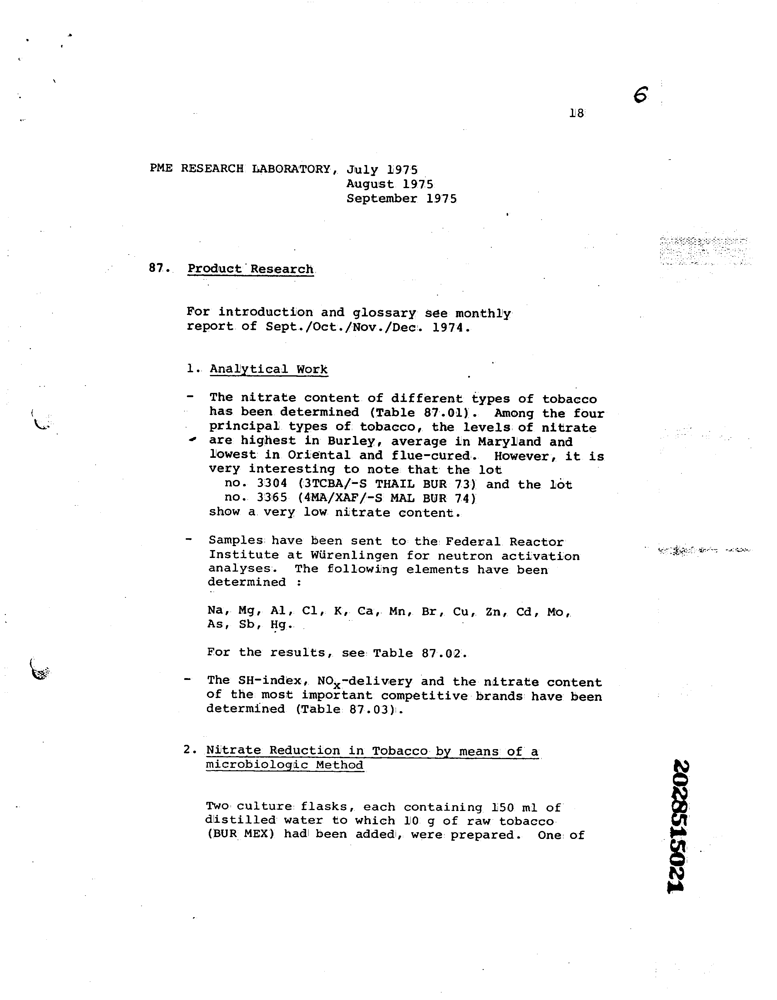 6
18
PME RESEARCH LABORATORY, July 1975
August 1975
September 1975
87. Product Research
For introduction and glossary see monthly
report of Sept./Oct./Nov./Dec. 1974.
1. Analytical Work
- The nitrate content of different types of tobacco
has been determined (Table 87.01). Among the four
principal types of tobacco, the levels of nitrate
are highest in Burley, average in Maryland and
lowest in Oriental and flue-cured. However, it is
very interesting to note that the lot
no. 3304 (3TCBA/-S THAIL BUR 73) and the lot
no. 3365 (4MA/XAF/-S MAL BUR 74)
show a very low nitrate content.
- Samples have been sent to the Federal Reactor
Institute at Würenlingen for neutron activation
analyses. The following elements have been
determined :
Na, Mg, Al, Cl, K, Ca, Mn, Br, Cu, Zn, Cd, Mo,
As, Sb, Hg.
For the results, see Table 87.02.
- The SH-index, NOx-delivery and the nitrate content
of the most important competitive brands have been
determined (Table 87.03).
2. Nitrate Reduction in Tobacco by means of a
microbiologic Method
Two culture flasks, each containing 150 ml of
distilled water to which 10 g of raw tobacco
(BUR MEX) had been added, were prepared. One of
2028515021